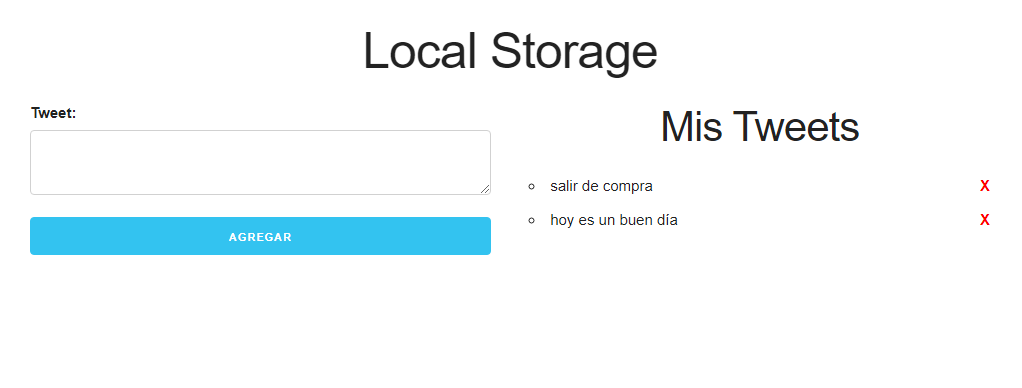 Local Storage
Tweet:
AGREGAR
Mis Tweets
salir de compra X
hoy es un buen día X